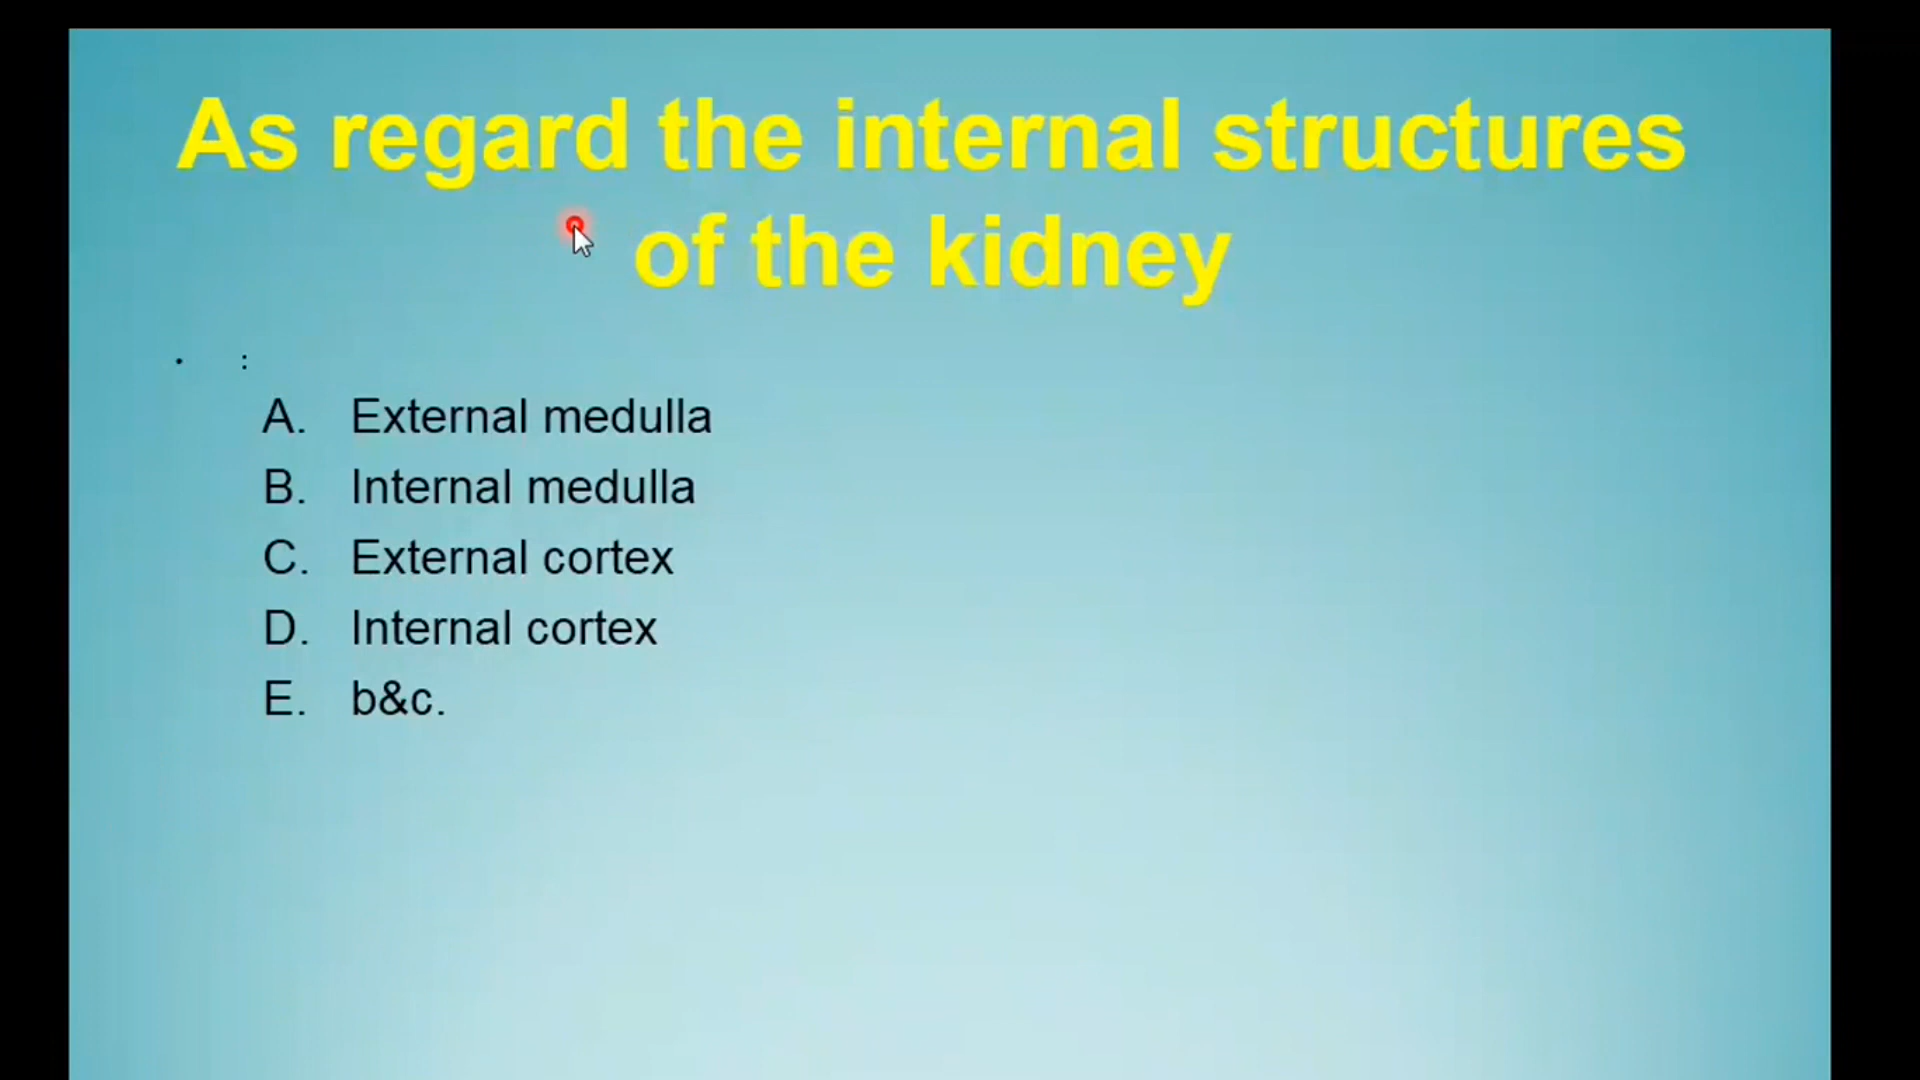 As regard the internal structures
of the kidney
• :
A. External medulla
B. Internal medulla
C. External cortex
D. Internal cortex
E. b&c.